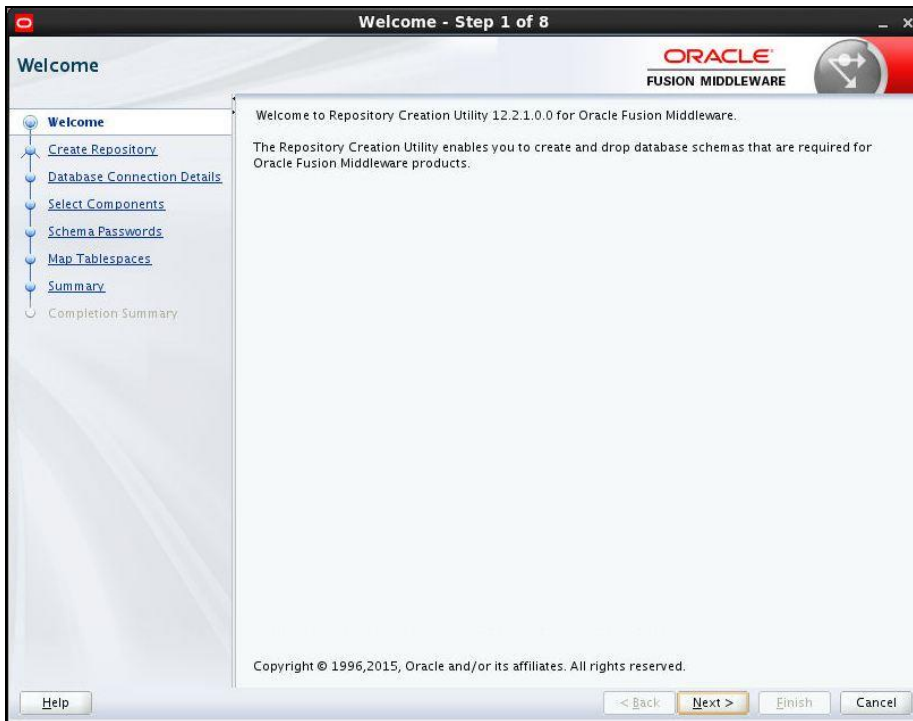 Welcome - Step 1 of 8
Welcome
ORACLE
FUSION MIDDLEWARE
Welcome
Create Repository
Database Connection Details
Select Components
Schema Passwords
Map Tablespaces
Summary
Completion Summary
Welcome to Repository Creation Utility 12.2.1.0.0 for Oracle Fusion Middleware.
The Repository Creation Utility enables you to create and drop database schemas that are required for
Oracle Fusion Middleware products.
Copyright © 1996,2015, Oracle and/or its affiliates. All rights reserved.
Help
< Back
Next >
Finish
Cancel